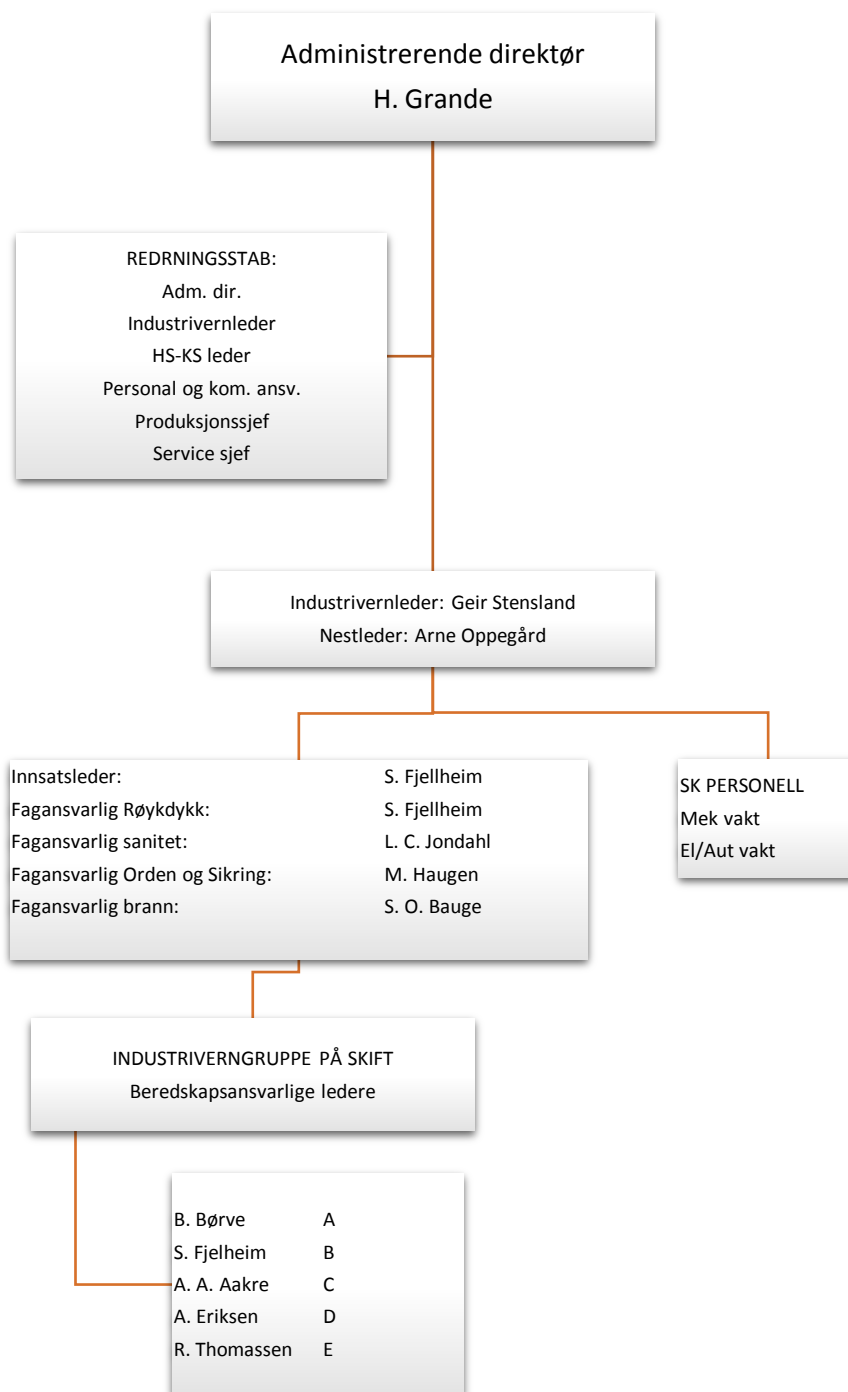 Administrerende direktør
H. Grande
REDRNINGSSTAB:
Adm. dir.
Industrivernleder
HS-KS leder
Personal og kom. ansv.
Produksjonssjef
Service sjef
Industrivernleder: Geir Stensland
Nestleder: Arne Oppegård
Innsatsleder: S. Fjellheim
Fagansvarlig Røykdykk: S. Fjellheim
Fagansvarlig sanitet: L. C. Jondahl
Fagansvarlig Orden og Sikring: M. Haugen
Fagansvarlig brann: S. O. Bauge
SK PERSONELL
Mek vakt
El/Aut vakt
INDUSTRIVERNGRUPPE PÅ SKIFT
Beredskapsansvarlige ledere
B. Børve A
S. Fjelheim B
A. A. Aakre C
A. Eriksen D
R. Thomassen E